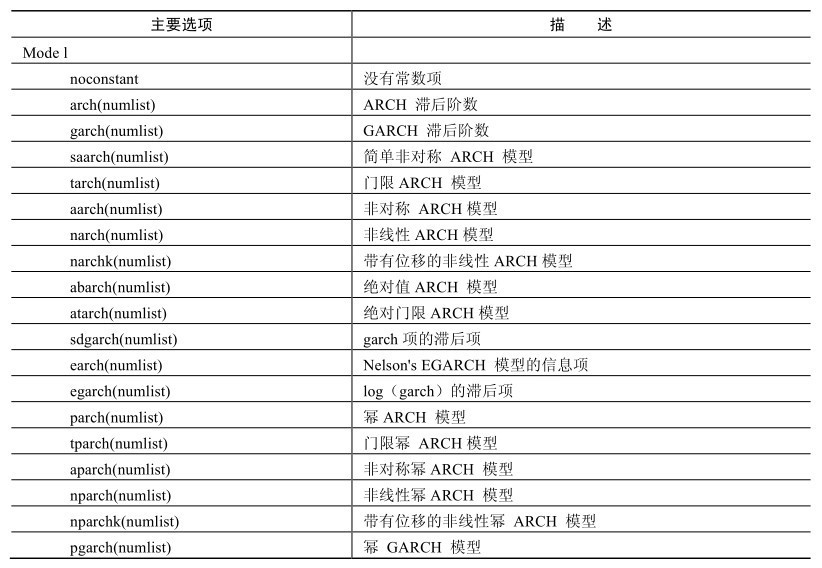 主要选项 描 述
Mode l
noconstant 没有常数项
arch(numlist) ARCH 滞后阶数
garch(numlist) GARCH 滞后阶数
saarch(numlist) 简单非对称 ARCH 模型
tarch(numlist) 门限 ARCH 模型
aarch(numlist) 非对称 ARCH 模型
narch(numlist) 非线性 ARCH 模型
narchk(numlist) 带有位移的非线性 ARCH 模型
abarch(numlist) 绝对值 ARCH 模型
atarch(numlist) 绝对门限 ARCH 模型
sdgarch(numlist) garch 项的滞后项
earch(numlist) Nelson's EGARCH 模型的信息项
egarch(numlist) log（garch）的滞后项
parch(numlist) 幂 ARCH 模型
tparch(numlist) 门限幂 ARCH 模型
aparch(numlist) 非对称幂 ARCH 模型
nparch(numlist) 非线性幂 ARCH 模型
nparchk(numlist) 带有位移的非线性幂 ARCH 模型
pgarch(numlist) 幂 GARCH 模型